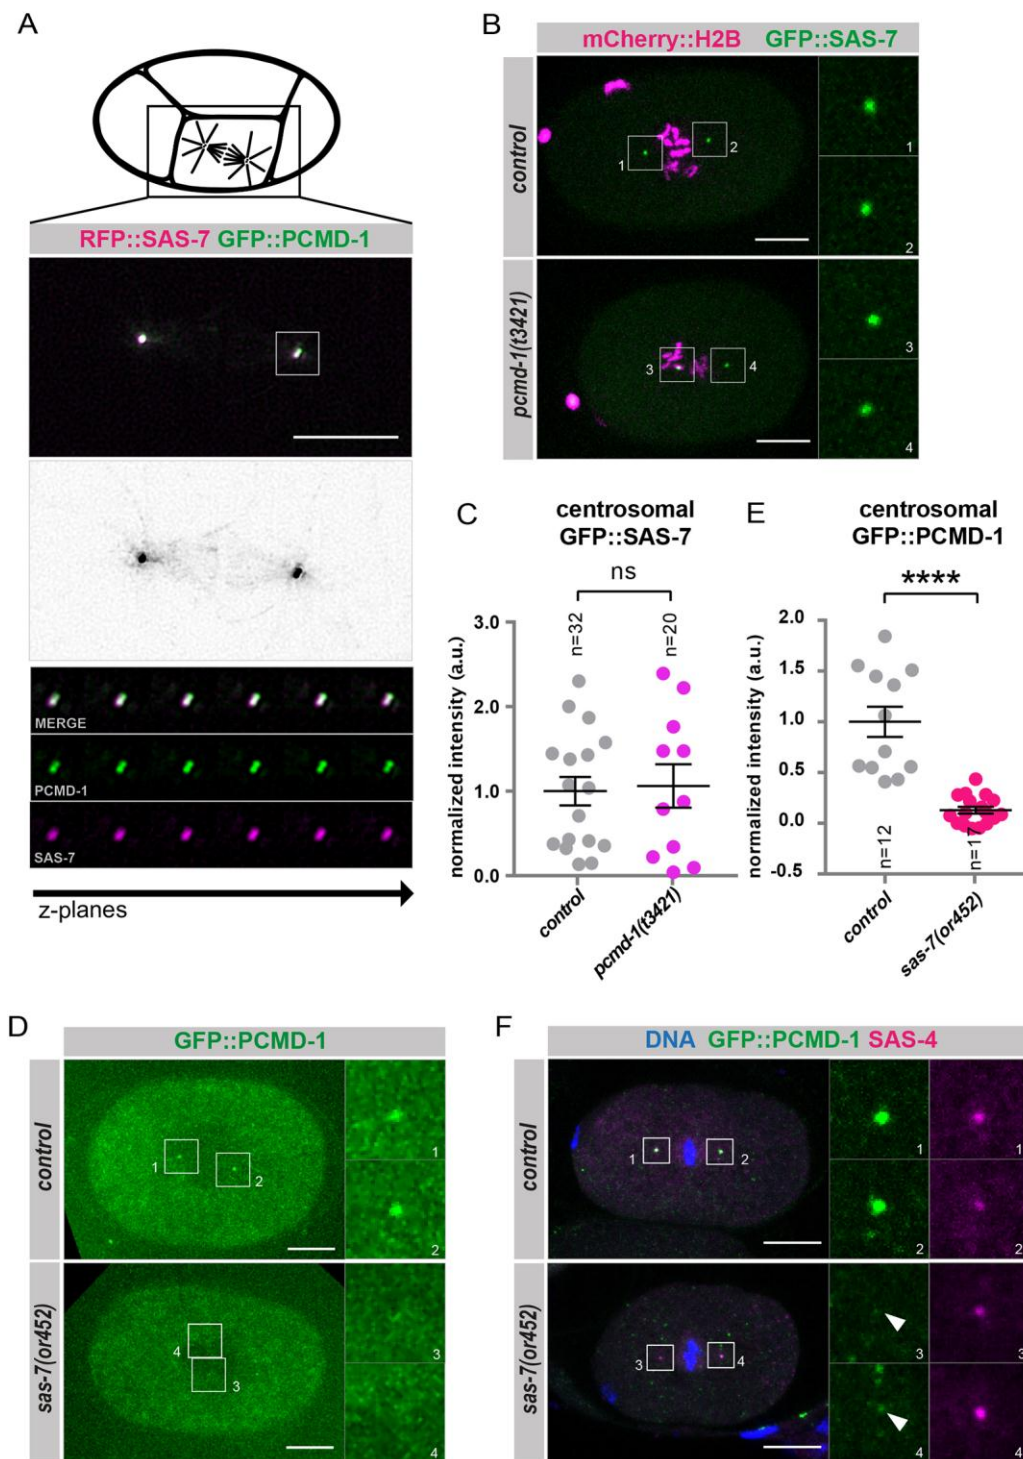 A
RFP::SAS-7 GFP::PCMD-1
MERGE
PCMD-1
SAS-7
z-planes
B
mCherry::H2B GFP::SAS-7
control
1
2
1
2
pcmd-1(t3421)
3
4
3
4
C
centrosomal
GFP::SAS-7
ns
normalized intensity (a.u.)
3.0
2.0
1.0
0.0
n=32
n=20
control
pcmd-1(t3421)
E
centrosomal
GFP::PCMD-1
****
normalized intensity (a.u.)
2.0
1.5
1.0
0.5
0.0
-0.5
n=12
n=17
control
sas-7(or452)
D
GFP::PCMD-1
control
1
2
1
2
sas-7(or452)
4
3
3
4
F
DNA GFP::PCMD-1 SAS-4
control
1
2
1
1
2
2
sas-7(or452)
3
4
3
3
4
4